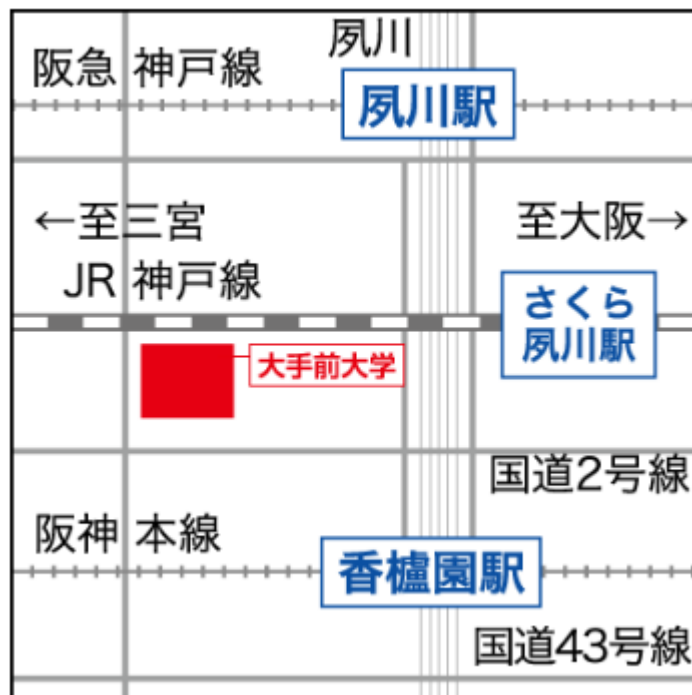 夙川
阪急 神戸線
夙川駅
←至三宮
至大阪→
JR 神戸線
さくら
夙川駅
大手前大学
国道2号線
阪神 本線
香櫨園駅
国道43号線